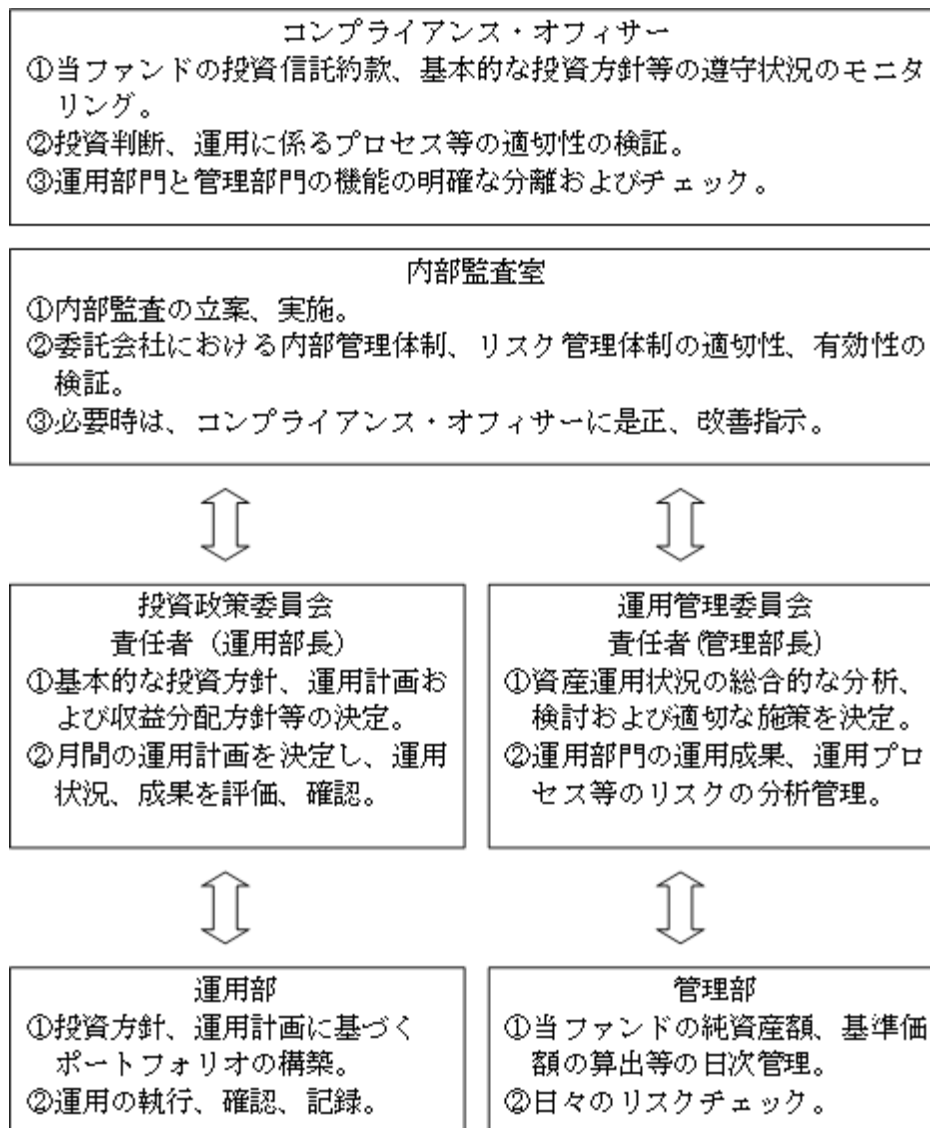 コンプライアンス・オフィサー
①当ファンドの投資信託約款、基本的な投資方針等の遵守状況のモニタ
リング。
②投資判断、運用に係るプロセス等の適切性の検証。
③運用部門と管理部門の機能の明確な分離およびチェック。
内部監査室
①内部監査の立案、実施。
②委託会社における内部管理体制、リスク管理体制の適切性、有効性の
検証。
③必要時は、コンプライアンス・オフィサーに是正、改善指示。
投資政策委員会
責任者（運用部長）
①基本的な投資方針、運用計画お
よび収益分配方針等の決定。
②月間の運用計画を決定し、運用
状況、成果を評価、確認。
運用管理委員会
責任者(管理部長)
①資産運用状況の総合的な分析、
検討および適切な施策を決定。
②運用部門の運用成果、運用プロ
セス等のリスクの分析管理。
運用部
①投資方針、運用計画に基づく
ポートフォリオの構築。
②運用の執行、確認、記録。
管理部
①当ファンドの純資産額、基準価
額の算出等の日次管理。
②日々のリスクチェック。